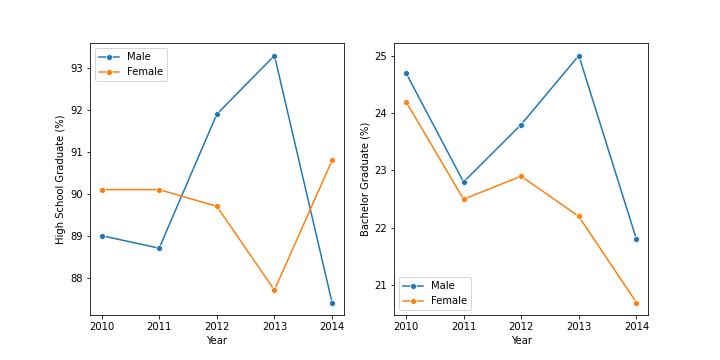 High School Graduate (%)
93
92
91
90
89
88
Male
Female
2010 2011 2012 2013 2014
Year
Bachelor Graduate (%)
25
24
23
22
21
Male
Female
2010 2011 2012 2013 2014
Year